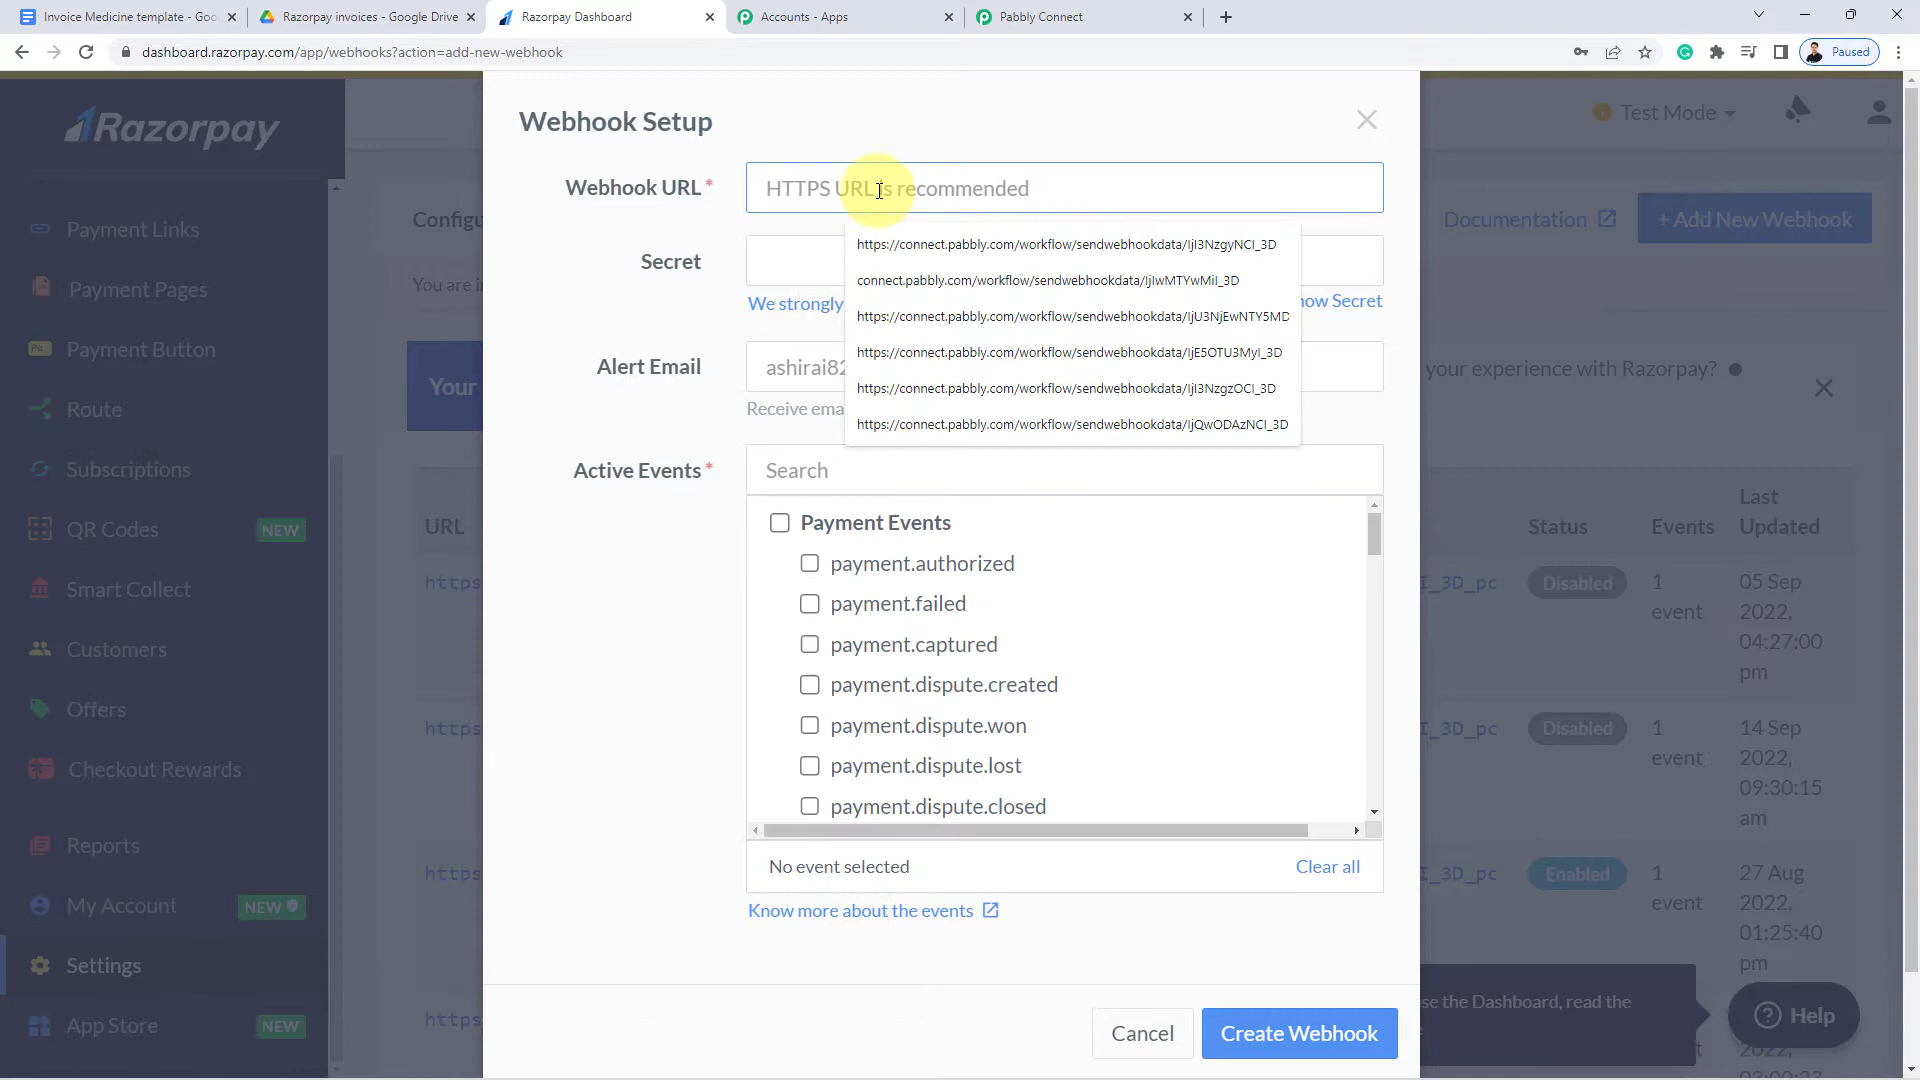 Invoice Medicine template - Goo
Razorpay invoices - Google Drive
Razorpay Dashboard
Accounts - Apps
Pabbly Connect
dashboard.razorpay.com/app/webhooks?action=add-new-webhook
Paused
Razorpay
Webhook Setup
Test Mode
Webhook URL *
HTTPS URL is recommended
Documentation
+ Add New Webhook
Payment Links
Payment Pages
Payment Button
Route
Subscriptions
QR Codes NEW
Smart Collect
Customers
Offers
Checkout Rewards
Reports
My Account NEW
Settings
App Store NEW
Configu
You are i
Your
URL
https
https
https
https
https://connect.pabbly.com/workflow/sendwebhookdata/IjI3NzgyNCI_3D
connect.pabbly.com/workflow/sendwebhookdata/IjIwMTYwMiI_3D
https://connect.pabbly.com/workflow/sendwebhookdata/IjU3NjEwNTY5MD
https://connect.pabbly.com/workflow/sendwebhookdata/IjE5OTU3MyI_3D
https://connect.pabbly.com/workflow/sendwebhookdata/IjI3NzgzOCI_3D
https://connect.pabbly.com/workflow/sendwebhookdata/IjQwODAzNCI_3D
Secret
We strongly
how Secret
Alert Email
ashirai82
Receive ema
Active Events *
Search
Payment Events
payment.authorized
payment.failed
payment.captured
payment.dispute.created
payment.dispute.won
payment.dispute.lost
payment.dispute.closed
No event selected
Clear all
Know more about the events
Cancel
Create Webhook
your experience with Razorpay?
Status
Events
Last
Updated
I_3D_pc
Disabled
1
event
05 Sep
2022,
04:27:00
pm
I_3D_pc
Disabled
1
event
14 Sep
2022,
09:30:15
am
I_3D_pc
Enabled
1
event
27 Aug
2022,
01:25:40
pm
se the Dashboard, read the
Help